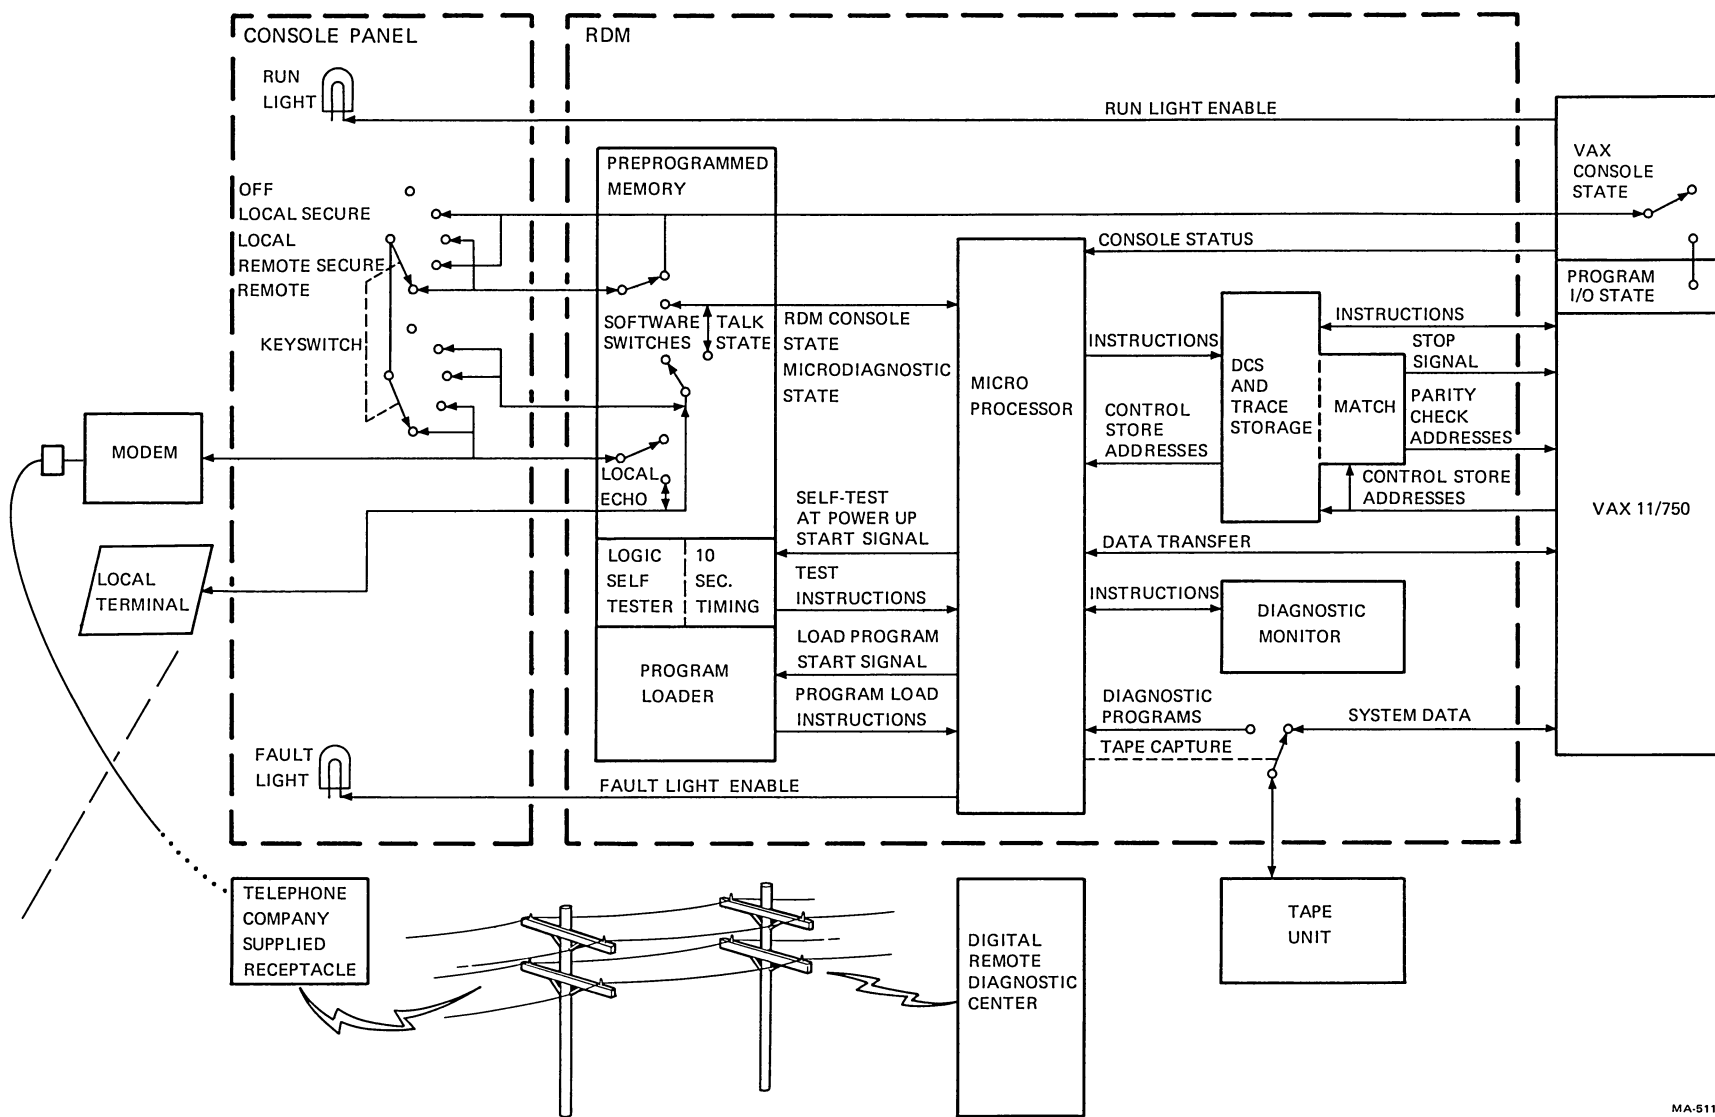 CONSOLE PANEL
RDM
RUN
LIGHT
RUN LIGHT ENABLE
PREPROGRAMMED
MEMORY
VAX
CONSOLE
STATE
OFF
LOCAL SECURE
LOCAL
REMOTE SECURE
REMOTE
CONSOLE STATUS
PROGRAM
I/O STATE
KEYSWITCH
SOFTWARE
SWITCHES
TALK
STATE
RDM CONSOLE
STATE
MICRODIAGNOSTIC
STATE
MICRO
PROCESSOR
INSTRUCTIONS
DCS
AND
TRACE
STORAGE
MATCH
INSTRUCTIONS
STOP
SIGNAL
PARITY
CHECK
ADDRESSES
CONTROL
STORE
ADDRESSES
CONTROL STORE
ADDRESSES
VAX 11/750
MODEM
LOCAL
ECHO
SELF-TEST
AT POWER UP
START SIGNAL
DATA TRANSFER
LOCAL
TERMINAL
LOGIC
SELF
TESTER
10
SEC.
TIMING
TEST
INSTRUCTIONS
INSTRUCTIONS
DIAGNOSTIC
MONITOR
PROGRAM
LOADER
LOAD PROGRAM
START SIGNAL
PROGRAM LOAD
INSTRUCTIONS
DIAGNOSTIC
PROGRAMS
TAPE CAPTURE
SYSTEM DATA
FAULT
LIGHT
FAULT LIGHT ENABLE
TELEPHONE
COMPANY
SUPPLIED
RECEPTACLE
DIGITAL
REMOTE
DIAGNOSTIC
CENTER
TAPE
UNIT
MA-511